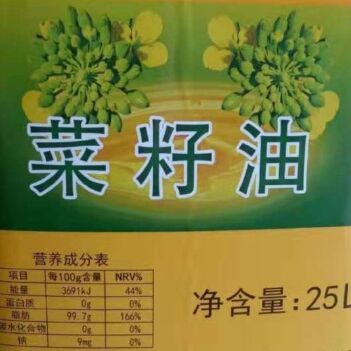 菜籽油
营养成分表
项目 每100g含量 NRV%
能量 3691kJ 44%
蛋白质 0g 0%
脂肪 99.7g 166%
碳水化合物 0g 0%
钠 9mg 0%
净含量:25L